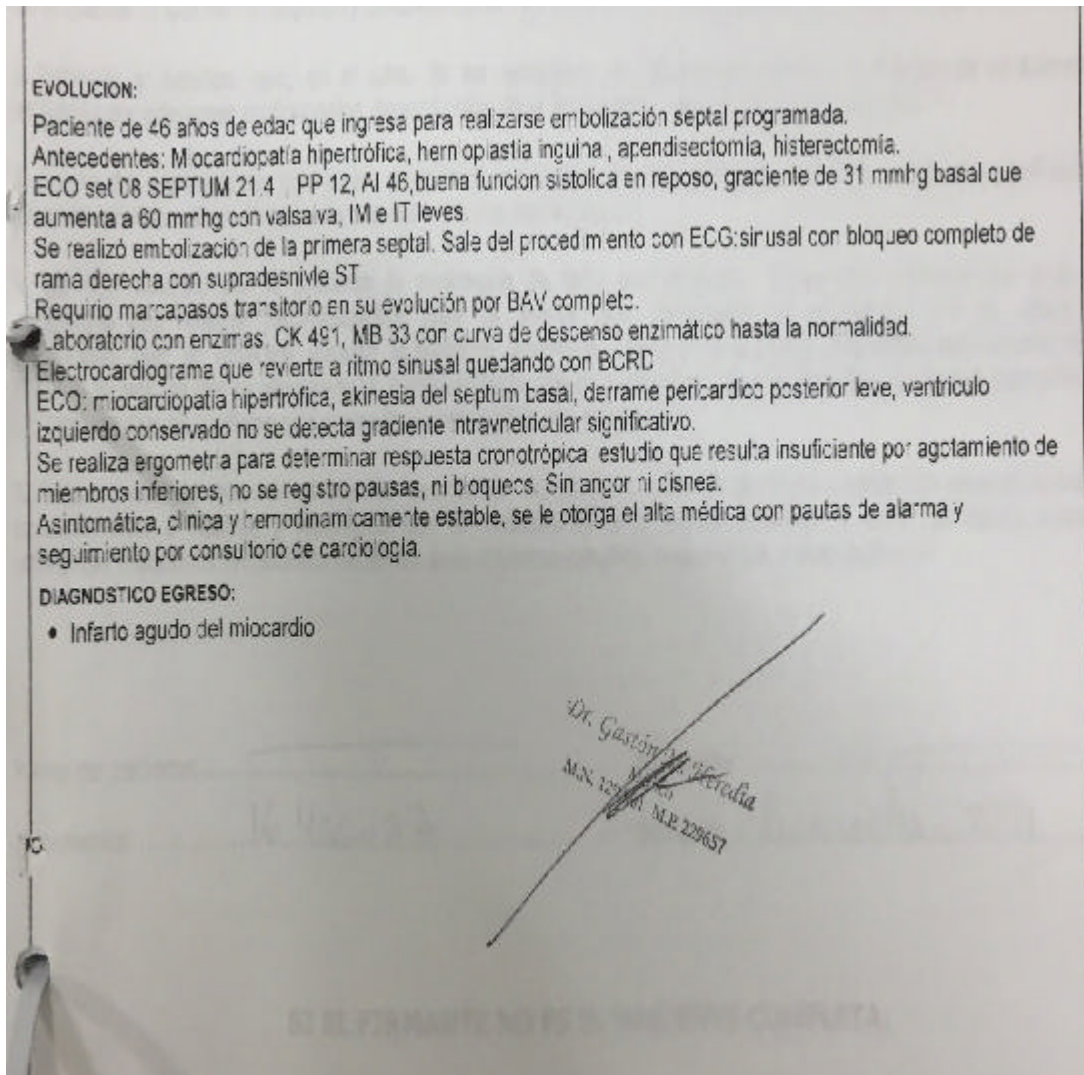 EVOLUCION:
Paciente de 46 años de edad que ingresa para realizarse embolización septal programada.
Antecedentes: Miocardiopatía hipertrófica, hernioplastia inguinal, apendisectomía, histerectomía.
ECO set 08 SEPTUM 21.4 , PP 12, AI 46,buena funcion sistolica en reposo, graciente de 31 mmhg basal que
aumenta a 60 mmhg con valsalva, IM e IT leves
Se realizó embolización de la primera septal. Sale del procedimiento con ECG:sinusal con bloqueo completo de
rama derecha con supradesnivle ST
Requirio marcapasos transitorio en su evolución por BAV completo.
Laboratorio con enzimas. CK 491, MB 33 con curva de descenso enzimático hasta la normalidad.
Electrocardiograma que revierte a ritmo sinusal quedando con BCRD
ECO: miocardiopatía hipertrófica, akinesia del septum basal, derrame pericardico posterior leve, ventriculo
izquierdo conservado no se detecta gradiente intravnetricular significativo.
Se realiza ergometria para determinar respuesta cronotrópica estudio que resulta insuficiente por agotamiento de
miembros inferiores, no se registro pausas, ni bloqueos. Sin angor ni disnea.
Asintomática, clínica y hemodinamicamente estable, se le otorga el alta médica con pautas de alarma y
seguimiento por consultorio de cardiología.
DIAGNOSTICO EGRESO:
• Infarto agudo del miocardio
Dr. Gastón Heredia
M.N. M.P. 229657